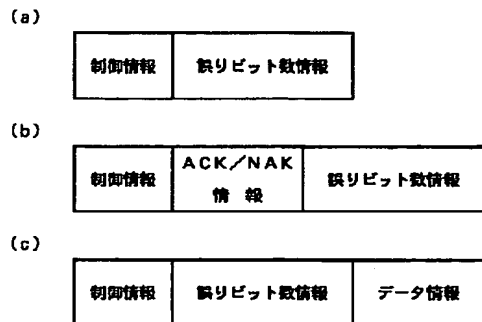 (a)
制御情報 誤りビット数情報
(b)
制御情報 ACK/NAK 情報 誤りビット数情報
(c)
制御情報 誤りビット数情報 データ情報